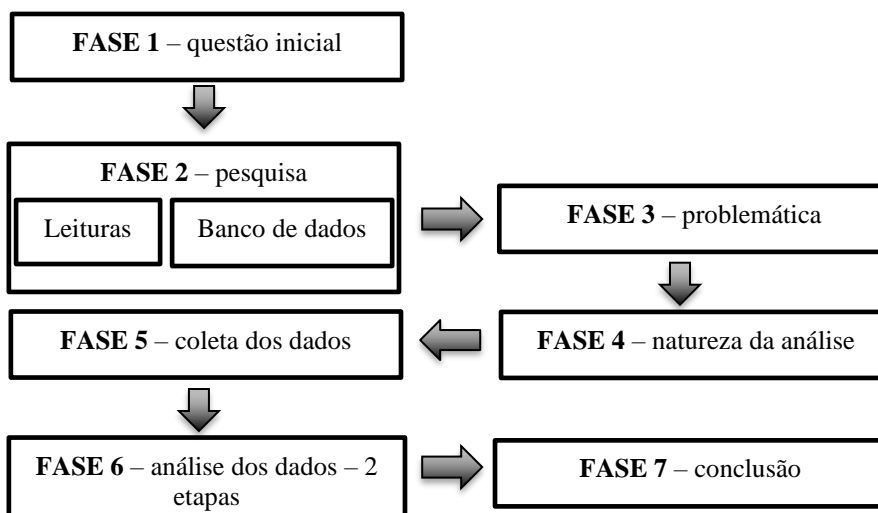 FASE 1 – questão inicial
FASE 2 – pesquisa
Leituras
Banco de dados
FASE 3 – problemática
FASE 4 – natureza da análise
FASE 5 – coleta dos dados
FASE 6 – análise dos dados – 2
etapas
FASE 7 – conclusão